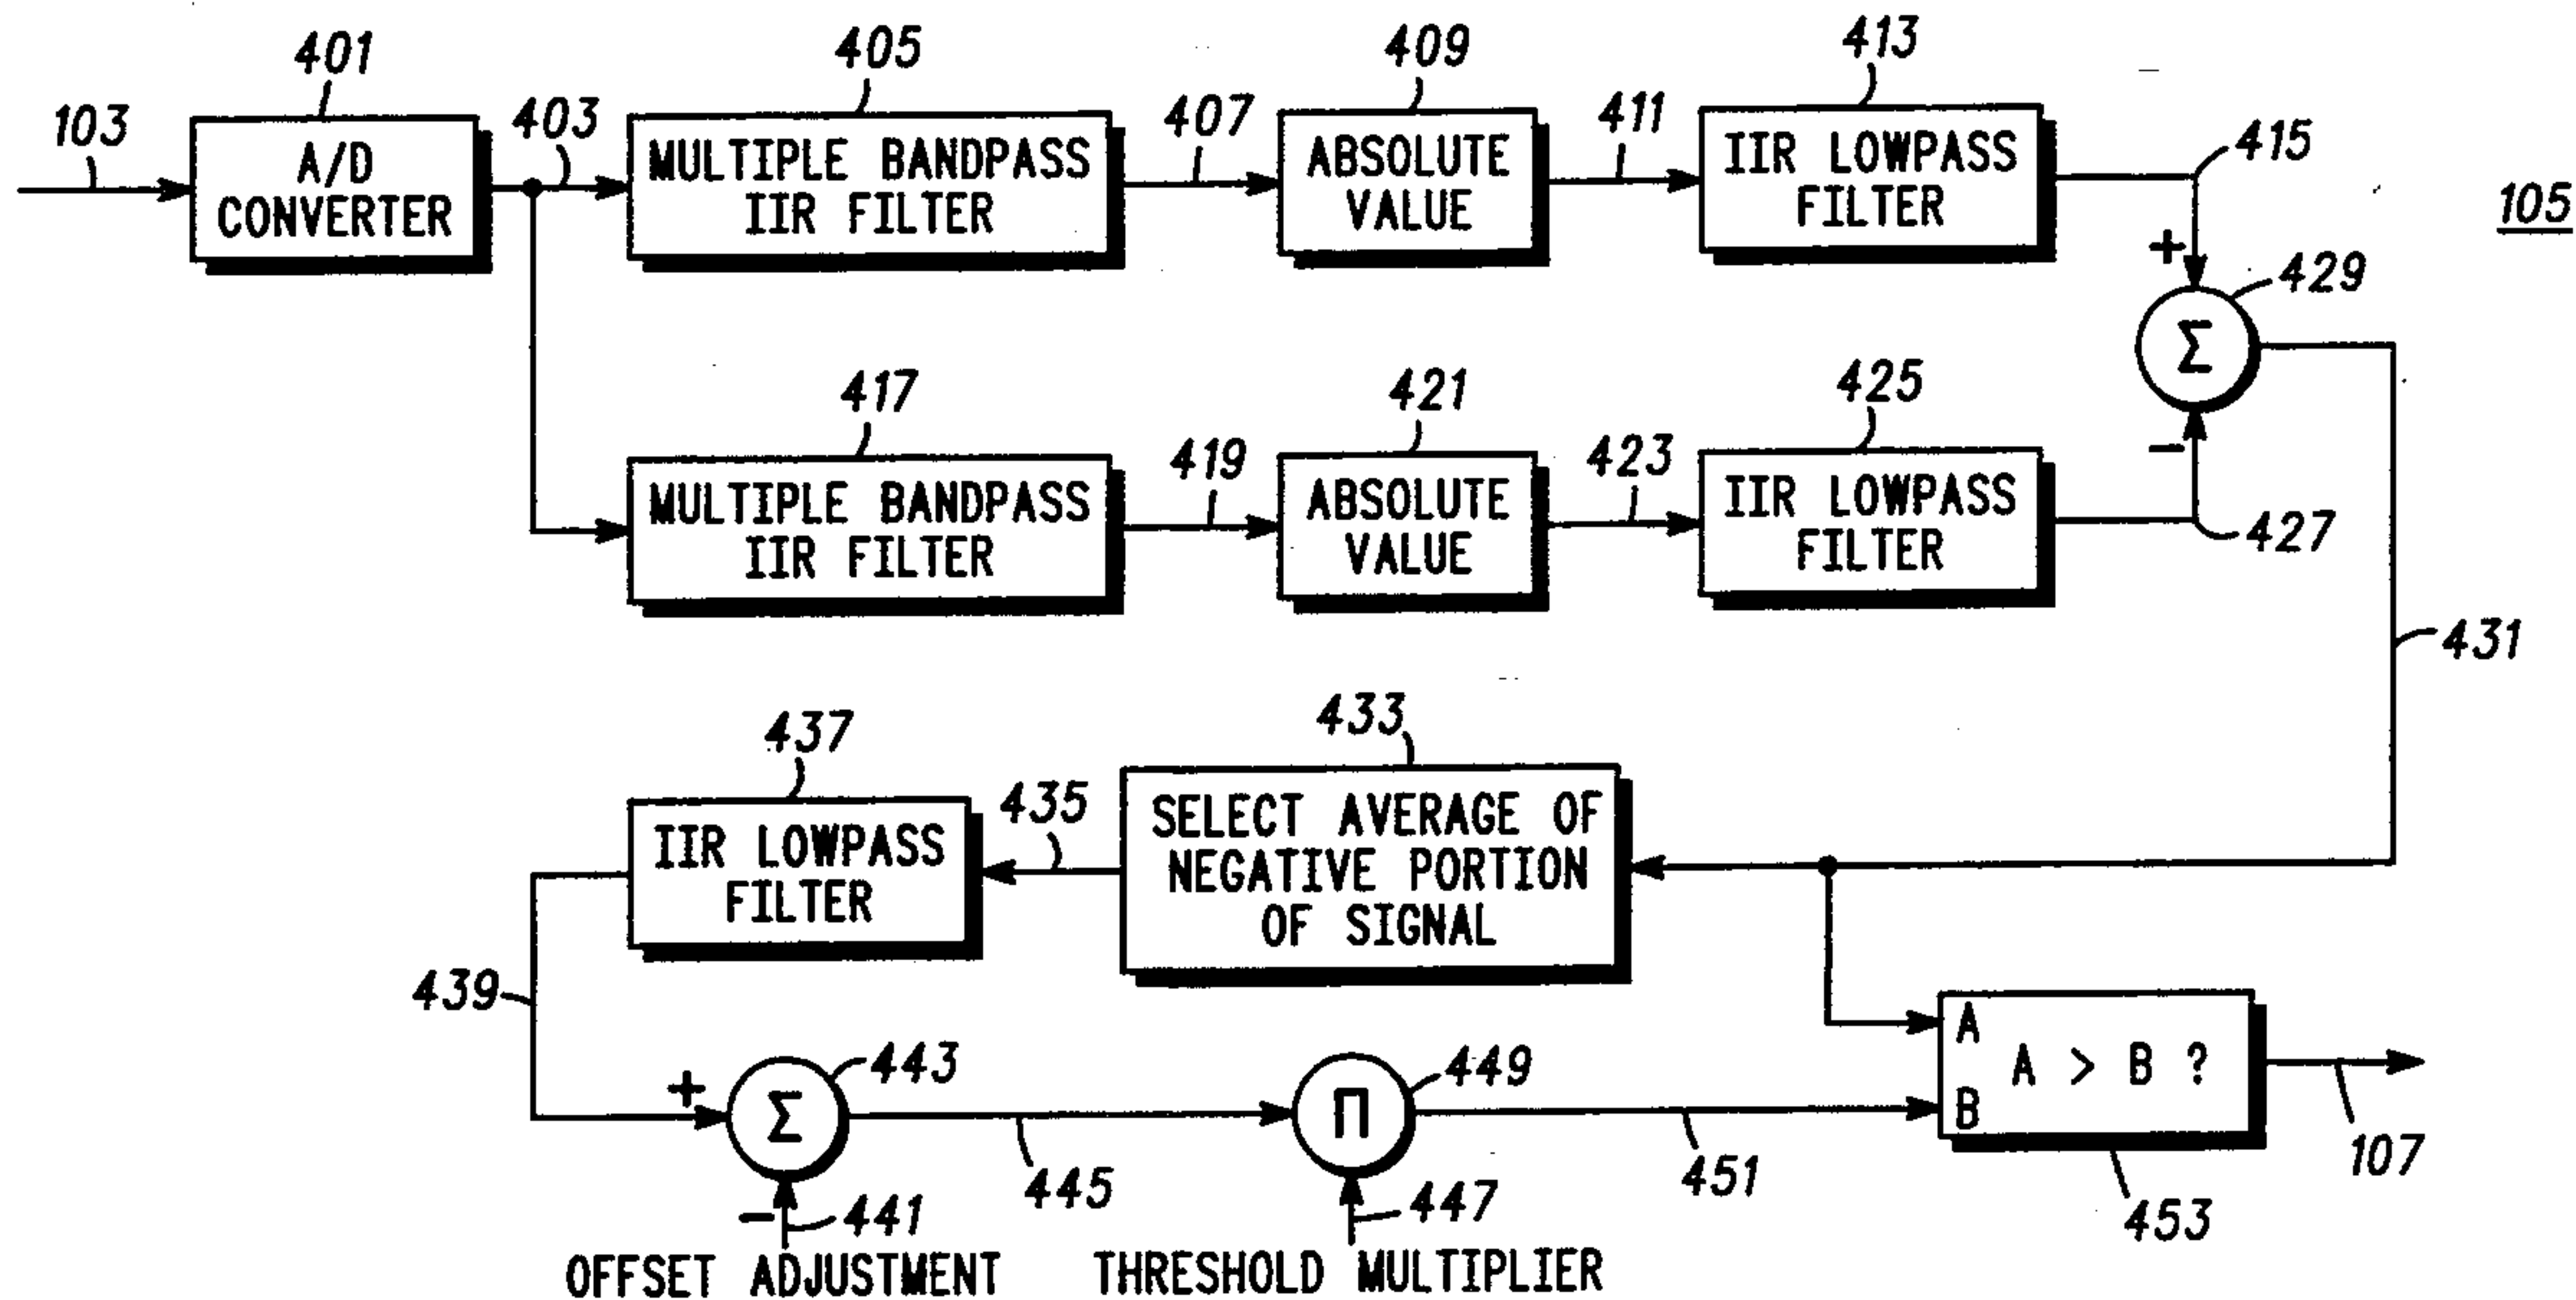 401
405
409
413
103
403
407
411
415
A/D
CONVERTER
MULTIPLE BANDPASS
IIR FILTER
ABSOLUTE
VALUE
IIR LOWPASS
FILTER
105
+
429
Σ
417
421
425
419
423
−
427
MULTIPLE BANDPASS
IIR FILTER
ABSOLUTE
VALUE
IIR LOWPASS
FILTER
431
437
433
435
IIR LOWPASS
FILTER
SELECT AVERAGE OF
NEGATIVE PORTION
OF SIGNAL
439
+
443
Σ
445
449
Π
451
A
A > B ?
B
107
453
−
441
447
OFFSET ADJUSTMENT
THRESHOLD MULTIPLIER